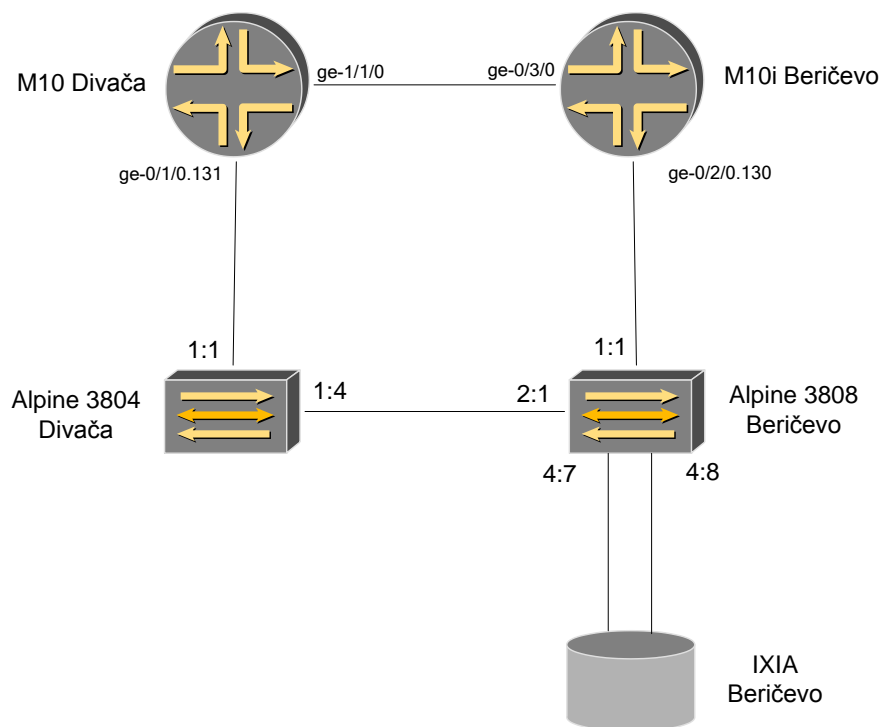 M10 Divača
ge-1/1/0
ge-0/3/0
M10i Beričevo
ge-0/1/0.131
ge-0/2/0.130
1:1
1:1
Alpine 3804
Divača
1:4
2:1
Alpine 3808
Beričevo
4:7
4:8
IXIA
Beričevo